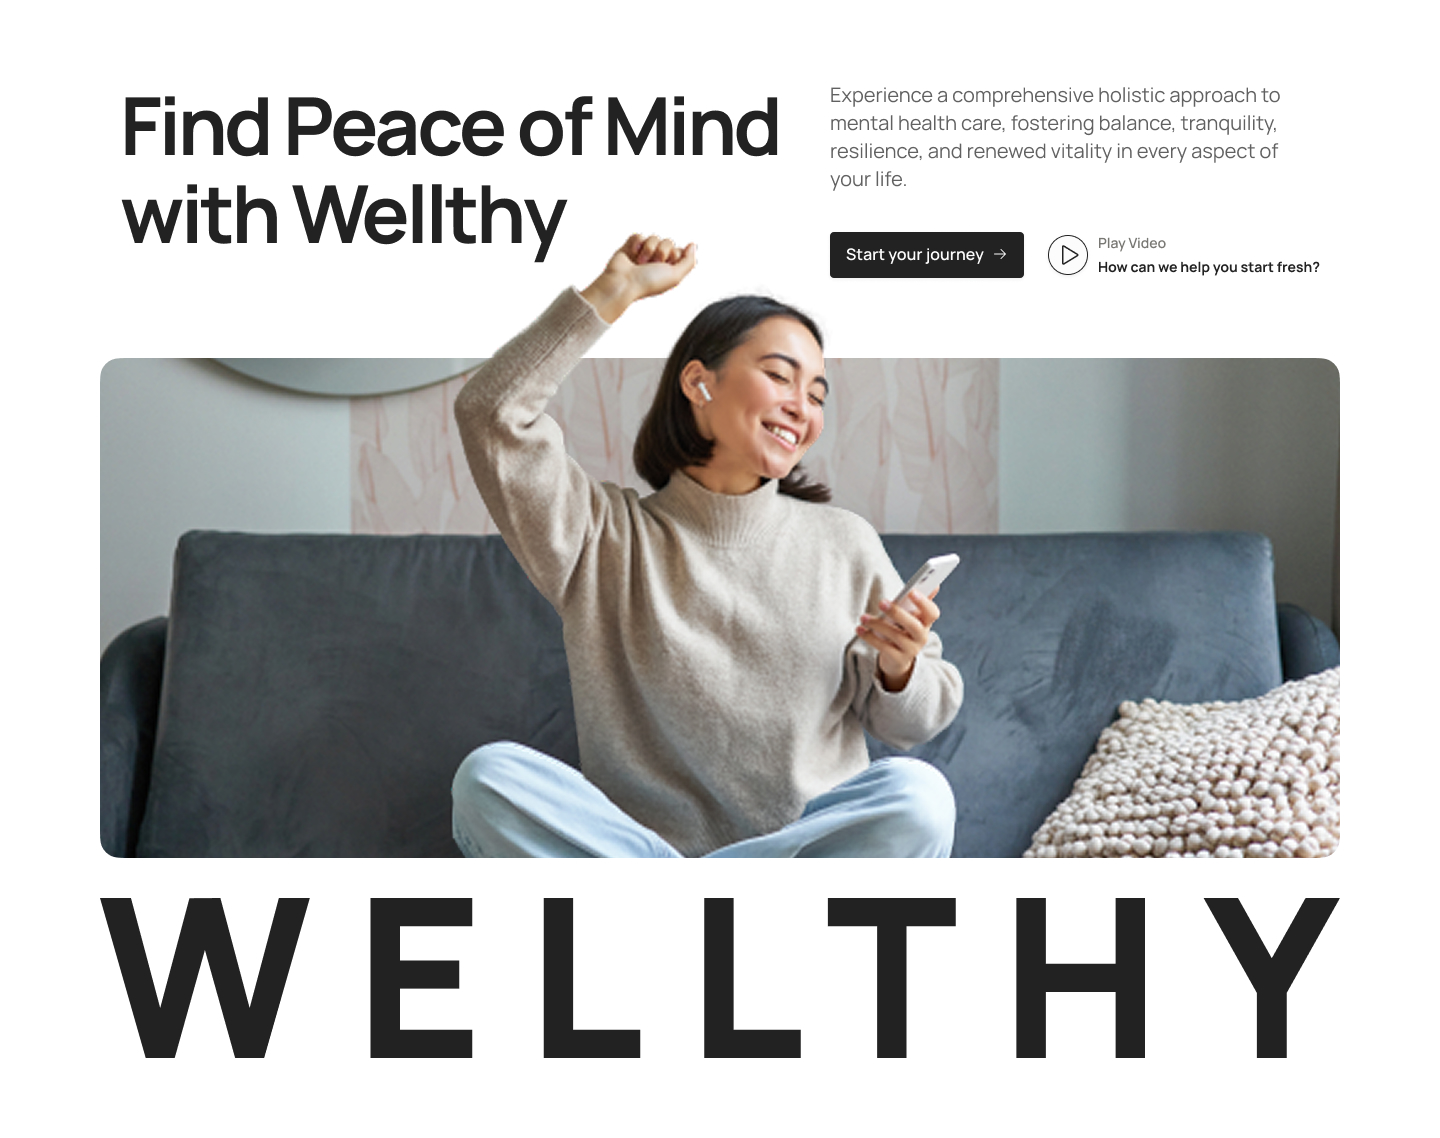 Find Peace of Mind
with Wellthy
Experience a comprehensive holistic approach to
mental health care, fostering balance, tranquility,
resilience, and renewed vitality in every aspect of
your life.
Start your journey →
Play Video
How can we help you start fresh?
WELLTHY